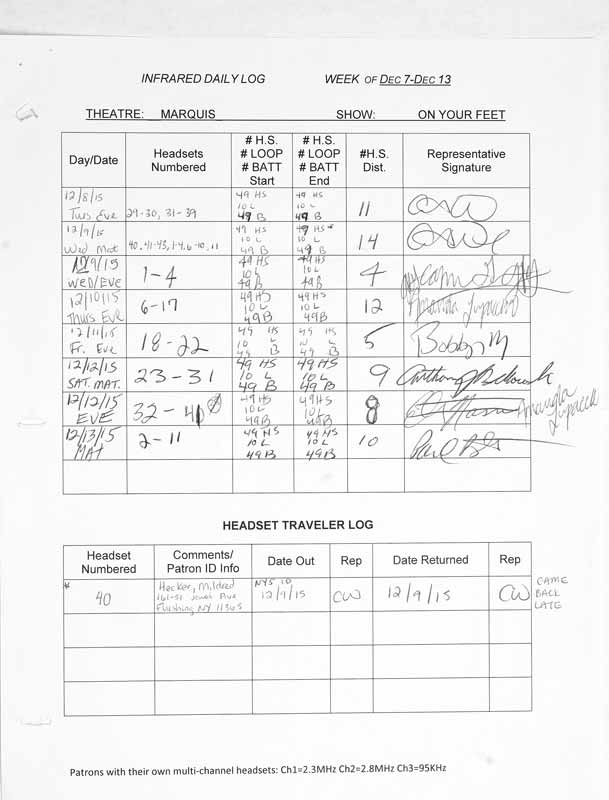 INFRARED DAILY LOG WEEK OF DEC 7-DEC 13
THEATRE: MARQUIS SHOW: ON YOUR FEET
Day/Date Headsets Numbered # H.S. # LOOP # BATT Start # H.S. # LOOP # BATT End #H.S. Dist. Representative Signature
12/8/15 Tues Eve 29-30, 31-39 49 HS 10 L 49 B 49 HS 10 L 49 B 11
12/9/15 Wed Mat 40, 41-43, 1-4, 6-10, 11 49 HS 10 L 49 B 49 HS* 10 L 49 B 14
12/9/15 WED/EVE 1-4 49 HS 10 L 49 B 49 HS 10 L 49 B 4
12/10/15 Thurs Eve 6-17 49 HS 10 L 49 B 49 HS 10 L 49 B 12
12/11/15 Fr. Eve 18-22 49 HS 10 L 49 B 49 HS 10 L 49 B 5 Bobby M
12/12/15 SAT. MAT. 23-31 49 HS 10 L 49 B 49 HS 10 L 49 B 9 Anthony
12/12/15 EVE 32-40 49 HS 10 L 49 B 49 HS 10 L 49 B 8 Amanda
12/13/15 MAT 2-11 49 HS 10 L 49 B 49 HS 10 L 49 B 10 Paul
HEADSET TRAVELER LOG
Headset Numbered Comments/ Patron ID Info Date Out Rep Date Returned Rep
* 40 Hecker, Mildred 161-51 Jewel Ave Flushing NY 11365 NYS ID 12/9/15 CW 12/9/15 CW CAME BACK LATE
Patrons with their own multi-channel headsets: Ch1=2.3MHz Ch2=2.8MHz Ch3=95KHz